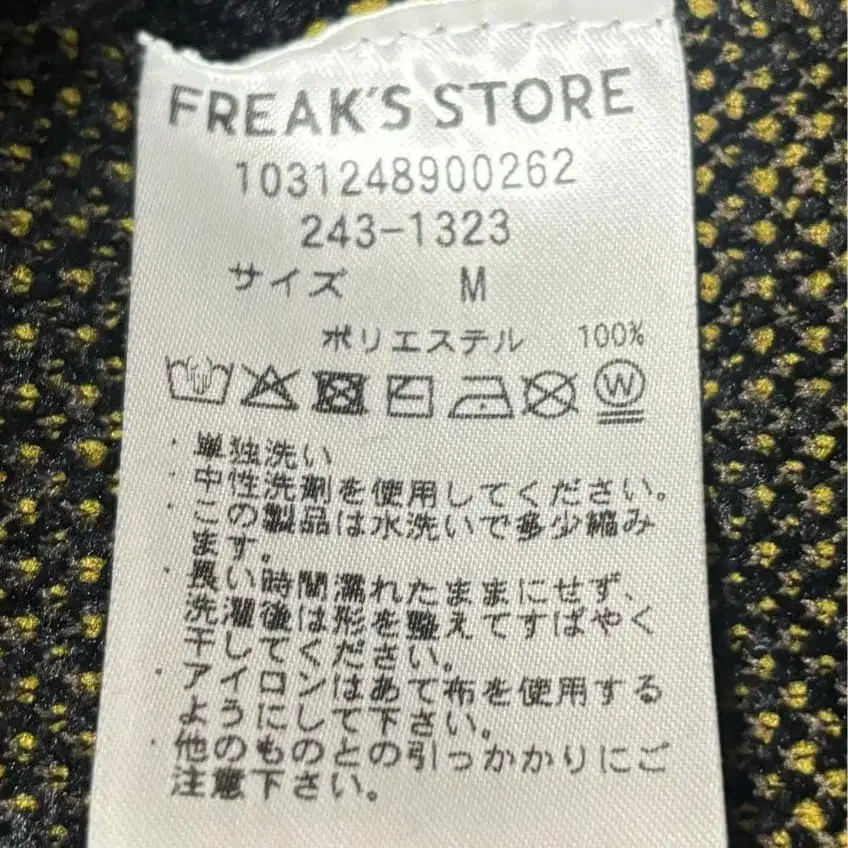 FREAK'S STORE
1031248900262
243-1323
サイズ M
ポリエステル 100%
W
・単独洗い
・中性洗剤を使用してください。
・この製品は水洗いで多少縮み
ます。
・長い時間濡れたままにせず、
洗濯後は形を整えてすばやく
干してください。
・アイロンはあて布を使用する
ようにして下さい。
・他のものとの引っかかりにご
注意下さい。